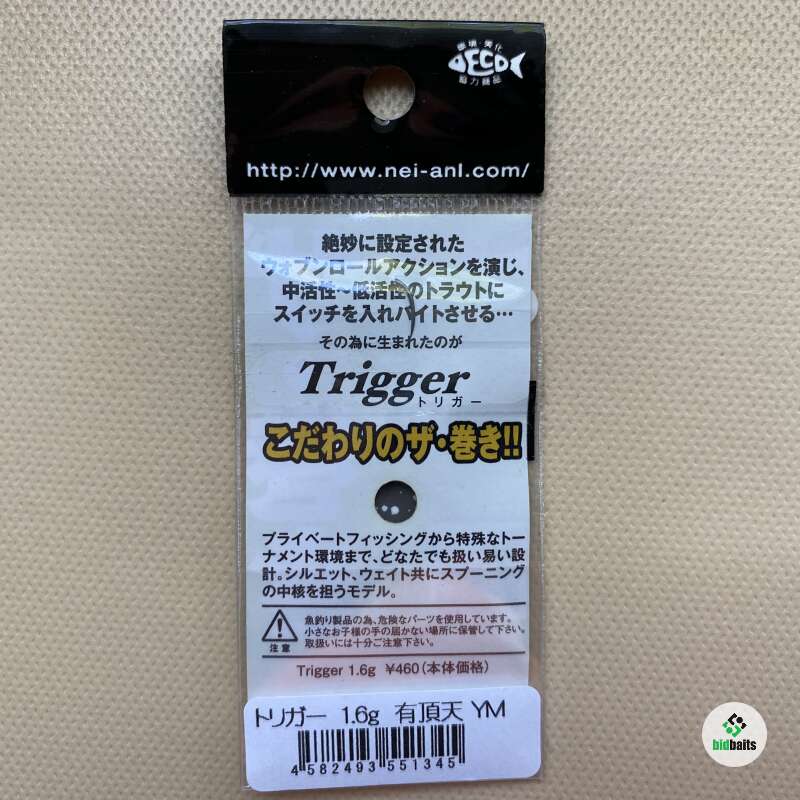 環境・美化
ECO
協力商品
http://www.nei-anl.com/
絶妙に設定された
ウォブンロールアクションを演じ、
中活性～低活性のトラウトに
スイッチを入れバイトさせる…
その為に生まれたのが
Trigger
トリガー
こだわりのザ・巻き!!
プライベートフィッシングから特殊なトー
ナメント環境まで、どなたでも扱い易い設
計。シルエット、ウェイト共にスプーニング
の中核を担うモデル。
注意
魚釣り製品の為、危険なパーツを使用しています。
小さなお子様の手の届かない場所に保管して下さい。
取扱いには十分ご注意下さい。
Trigger 1.6g ¥460(本体価格)
トリガー 1.6g 有頂天 YM
4 582493 551345
bidbaits